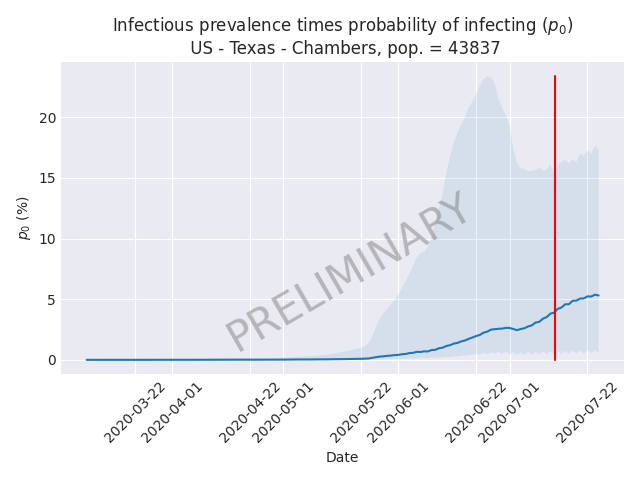 Infectious prevalence times probability of infecting (p₀)
US - Texas - Chambers, pop. = 43837
20
15
10
5
0
p₀ (%)
PRELIMINARY
2020-03-22
2020-04-01
2020-04-22
2020-05-01
2020-05-22
2020-06-01
2020-06-22
2020-07-01
2020-07-22
Date